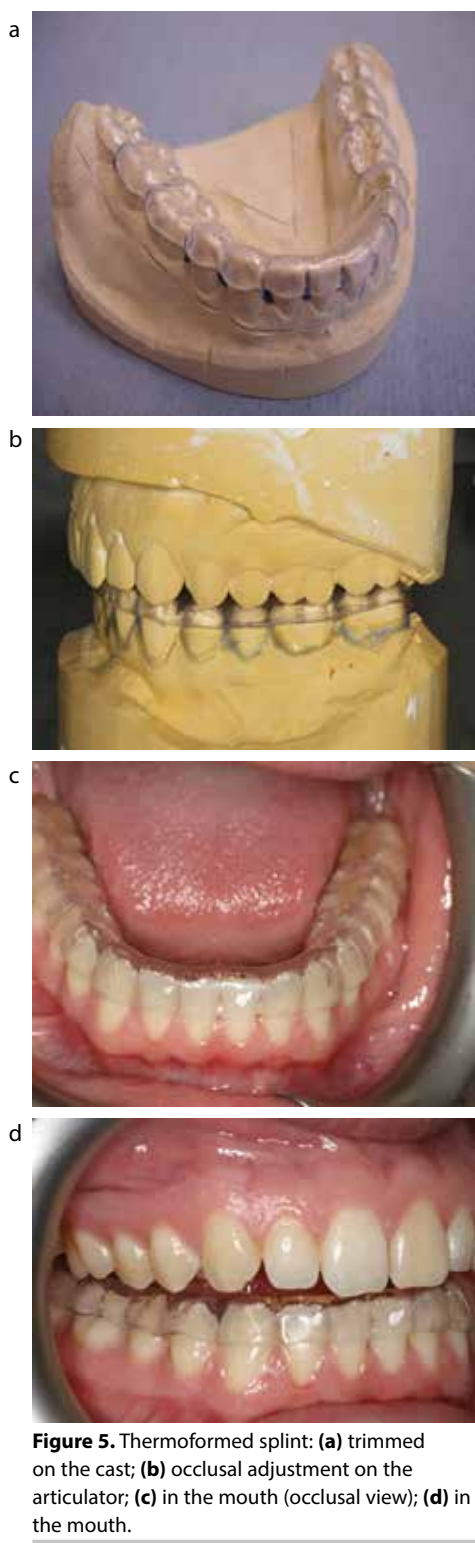 a
b
c
d
Figure 5. Thermoformed splint: (a) trimmed
on the cast; (b) occlusal adjustment on the
articulator; (c) in the mouth (occlusal view); (d) in
the mouth.